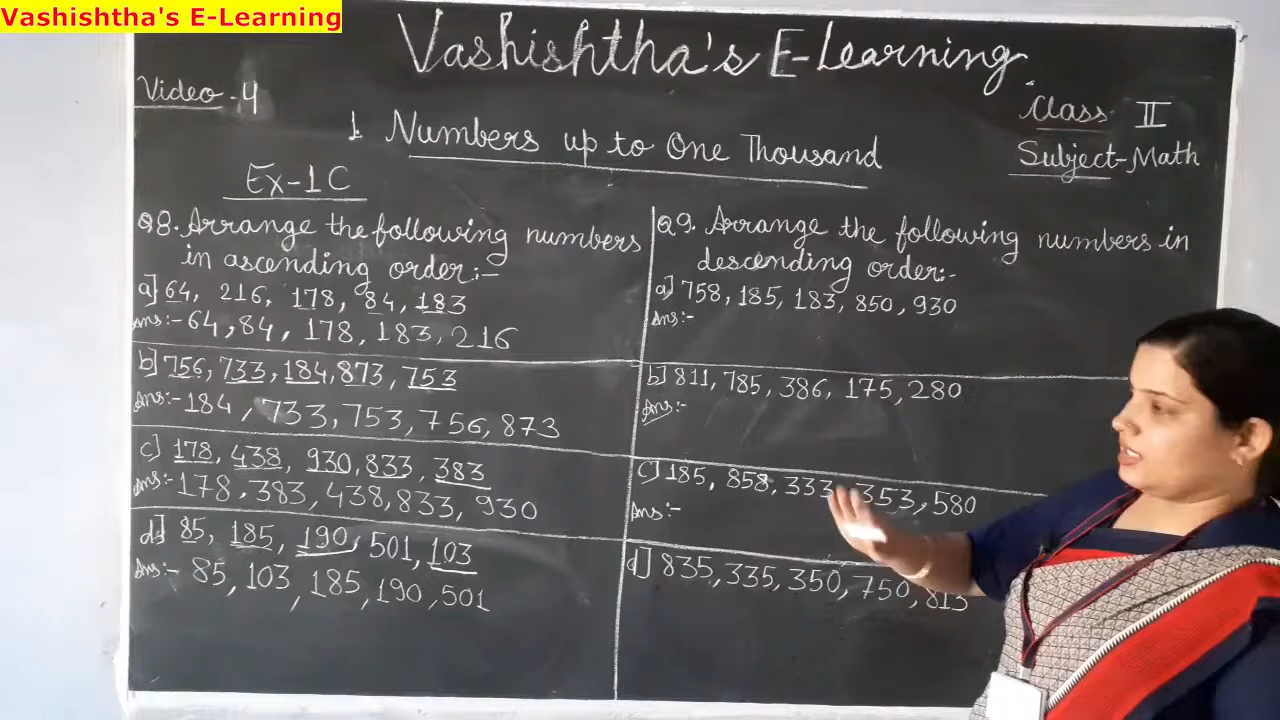 Vashishtha's E-Learning
Vashishtha's E-Learning
Video-4
Class II
1 Numbers up to One Thousand
Subject-Math
Ex-1C
Q8. Arrange the following numbers
in ascending order:-
a] 64, 216, 178, 84, 183
Ans:- 64, 84, 178, 183, 216
b] 756, 733, 184, 873, 753
Ans:- 184, 733, 753, 756, 873
c] 178, 438, 930, 833, 383
Ans:- 178, 383, 438, 833, 930
d] 85, 185, 190, 501, 103
Ans:- 85, 103, 185, 190, 501
Q9. Arrange the following numbers in
descending order:-
a] 758, 185, 183, 850, 930
Ans:-
b] 811, 785, 386, 175, 280
Ans:-
c] 185, 858, 333, 353, 580
Ans:-
d] 835, 335, 350, 750, 813